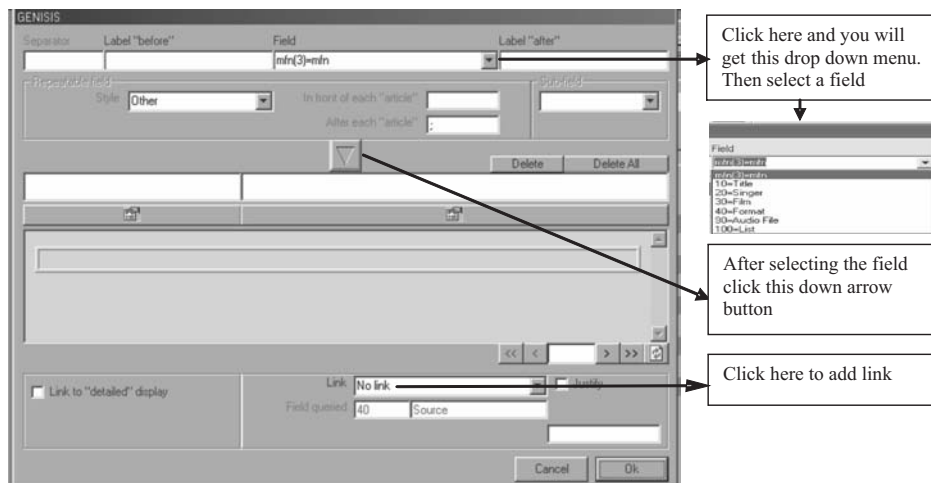 GENISIS
Separator Label "before" Field Label "after"
mfn(3)=mfn
Repeatable field
Subfield
Style Other In front of each "article"
After each "article" ;
Delete Delete All
<< < > >>
Link to "detailed" display
Link No link Justify
Field queried 40 Source
Cancel Ok
Click here and you will
get this drop down menu.
Then select a field
Field
mfn(3)=mfn
mfn(3)=mfn
10=Title
20=Singer
30=Film
40=Format
90=Audio File
100=List
After selecting the field
click this down arrow
button
Click here to add link